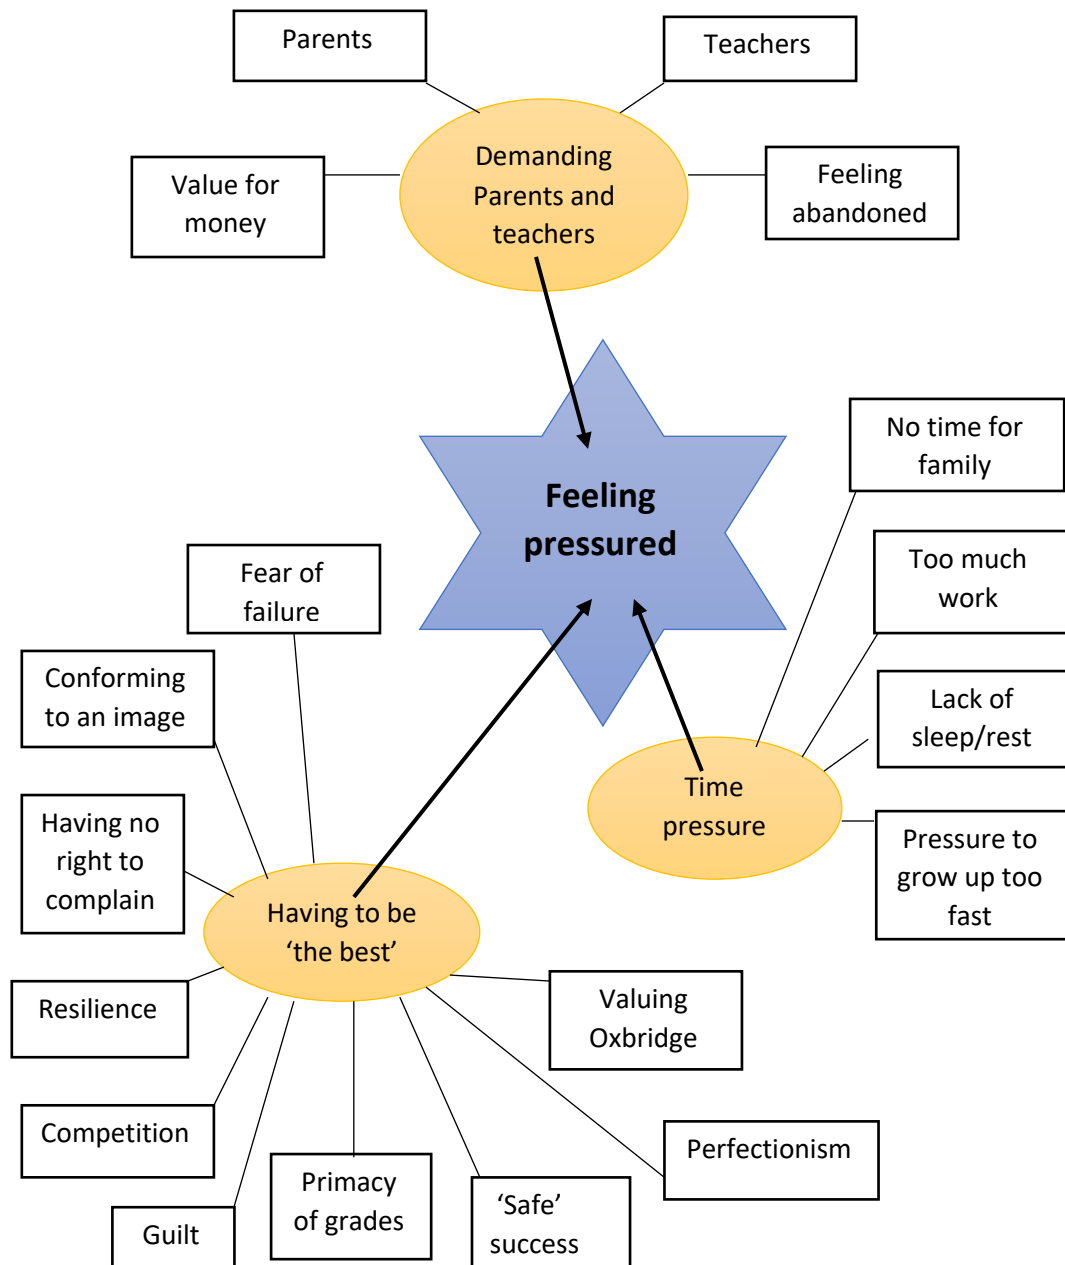 Parents
Teachers
Demanding
Parents and
teachers
Value for
money
Feeling
abandoned
Feeling
pressured
No time for
family
Too much
work
Lack of
sleep/rest
Pressure to
grow up too
fast
Time
pressure
Fear of
failure
Conforming
to an image
Having no
right to
complain
Having to be
‘the best’
Resilience
Competition
Guilt
Primacy
of grades
‘Safe’
success
Perfectionism
Valuing
Oxbridge